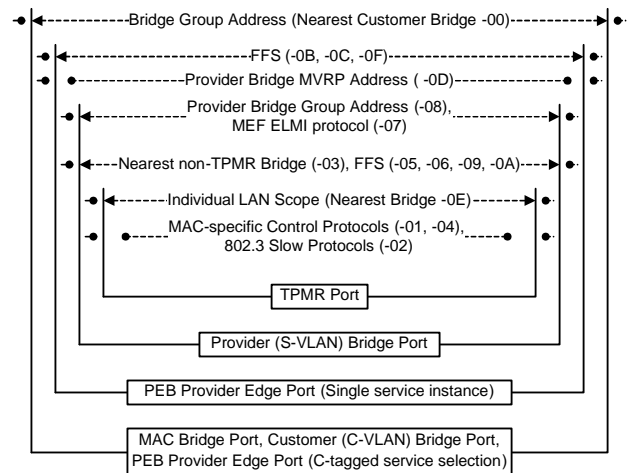 Bridge Group Address (Nearest Customer Bridge -00)
FFS (-0B, -0C, -0F)
Provider Bridge MVRP Address ( -0D)
Provider Bridge Group Address (-08),
MEF ELMI protocol (-07)
Nearest non-TPMR Bridge (-03), FFS (-05, -06, -09, -0A)
Individual LAN Scope (Nearest Bridge -0E)
MAC-specific Control Protocols (-01, -04),
802.3 Slow Protocols (-02)
TPMR Port
Provider (S-VLAN) Bridge Port
PEB Provider Edge Port (Single service instance)
MAC Bridge Port, Customer (C-VLAN) Bridge Port,
PEB Provider Edge Port (C-tagged service selection)